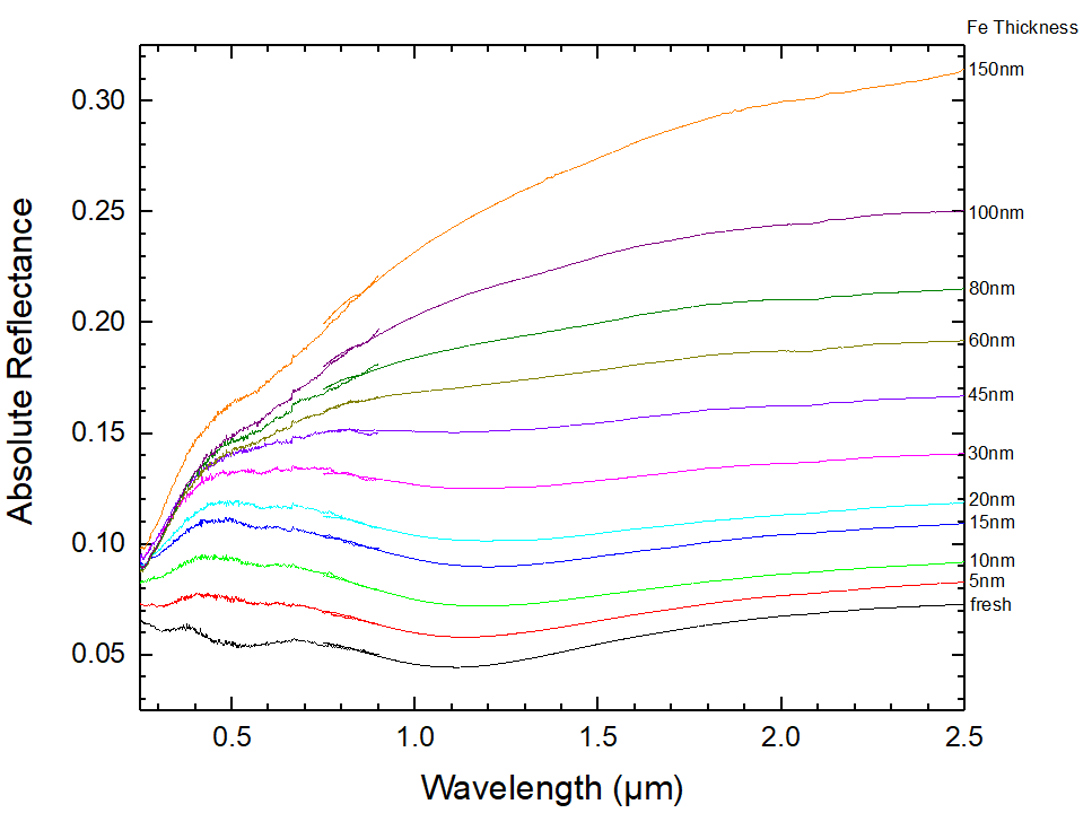 Fe Thickness
150nm
0.30
0.25
100nm
80nm
0.20
60nm
45nm
0.15
30nm
20nm
15nm
0.10
10nm
5nm
fresh
0.05
Absolute Reflectance
0.5
1.0
1.5
2.0
2.5
Wavelength (μm)